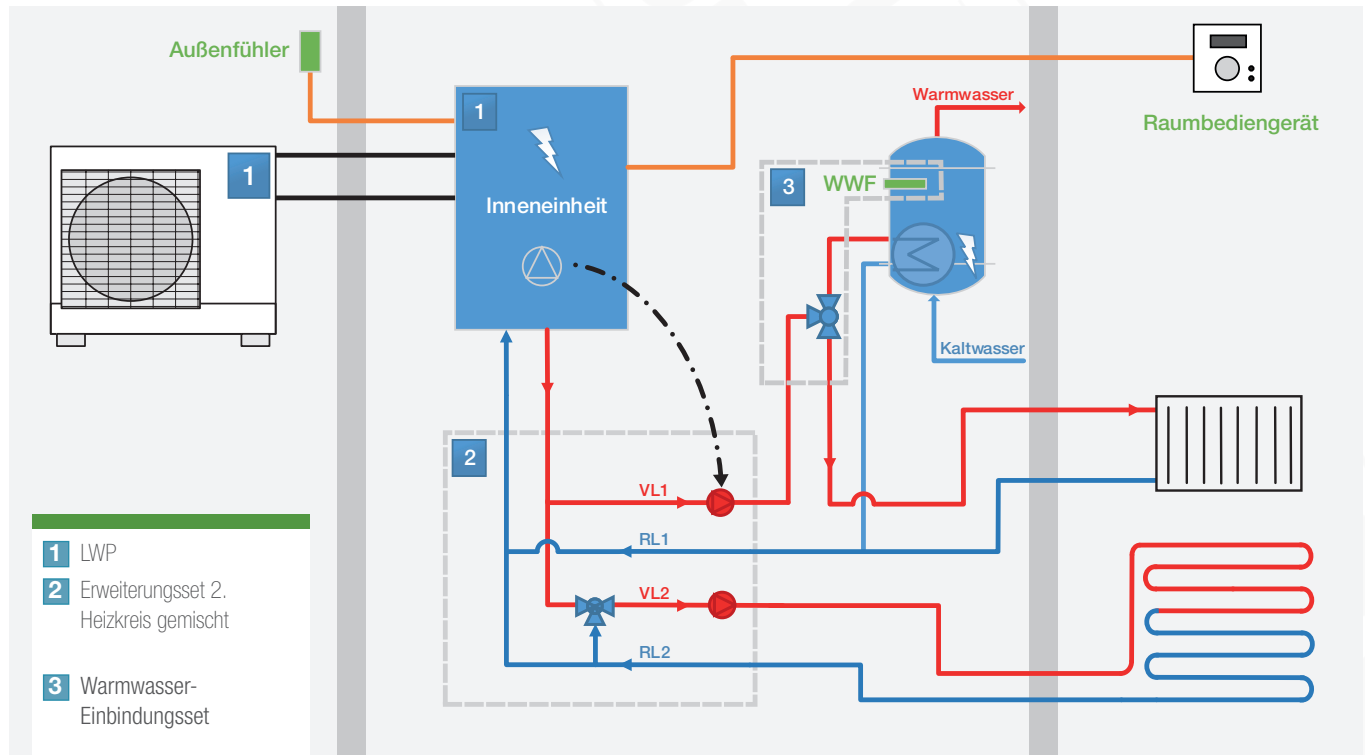 Außenfühler
1
1
Inneneinheit
Warmwasser
Raumbediengerät
3
WWF
Kaltwasser
2
VL1
RL1
VL2
RL2
1 LWP
2 Erweiterungsset 2.
Heizkreis gemischt
3 Warmwasser-
Einbindungsset